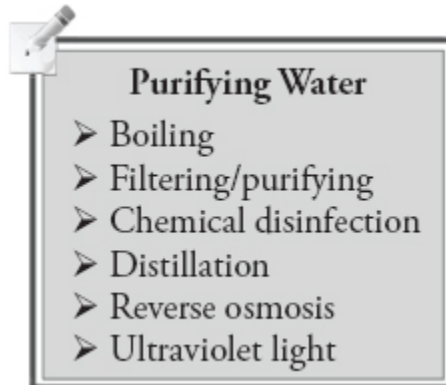 Purifying Water
➢ Boiling
➢ Filtering/purifying
➢ Chemical disinfection
➢ Distillation
➢ Reverse osmosis
➢ Ultraviolet light